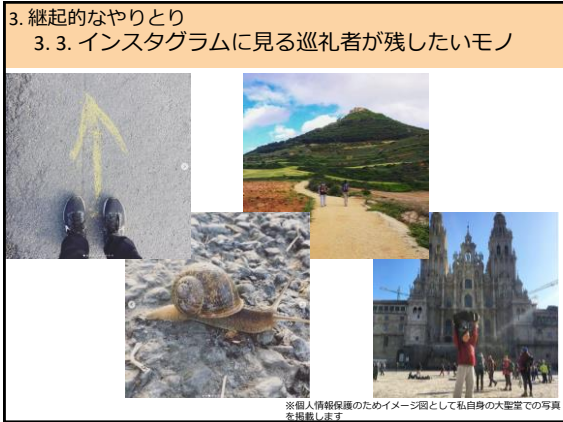 3. 継起的なやりとり
3. 3. インスタグラムに見る巡礼者が残したいモノ
※個人情報保護のためイメージ図として私自身の大聖堂での写真
を掲載します